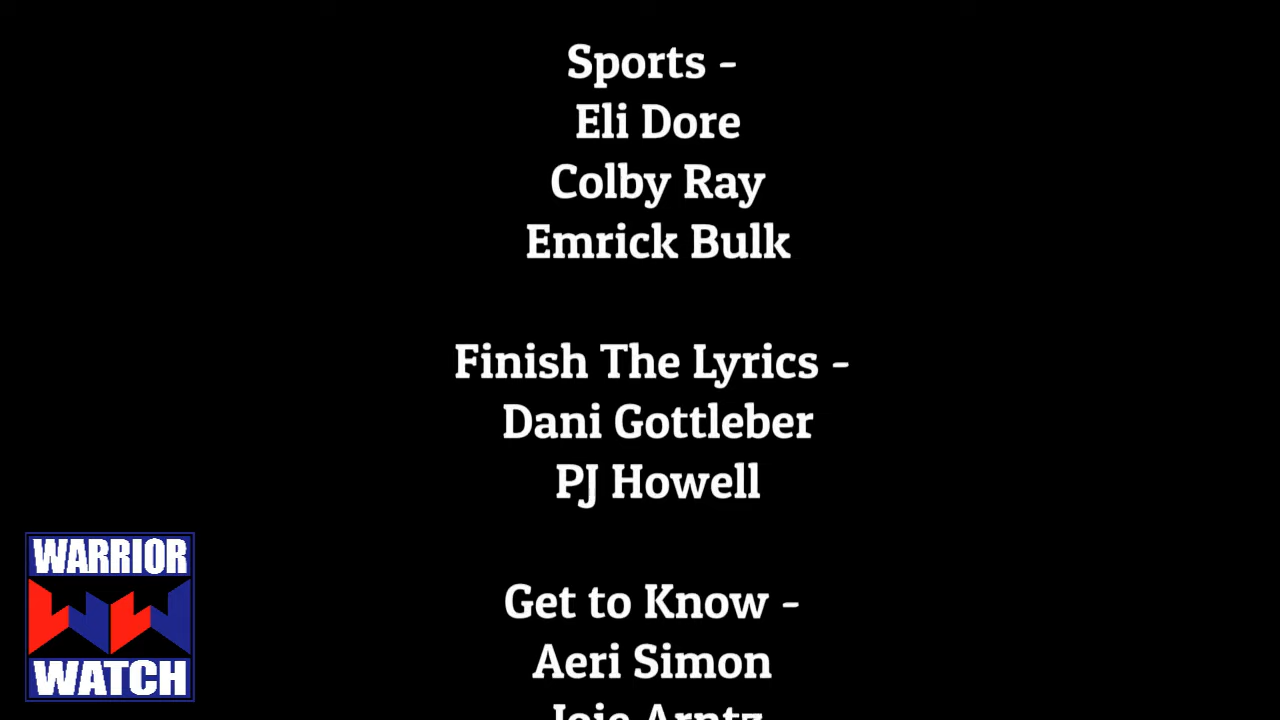 Sports -
Eli Dore
Colby Ray
Emrick Bulk
Finish The Lyrics -
Dani Gottleber
PJ Howell
Get to Know -
Aeri Simon
WARRIOR
WATCH